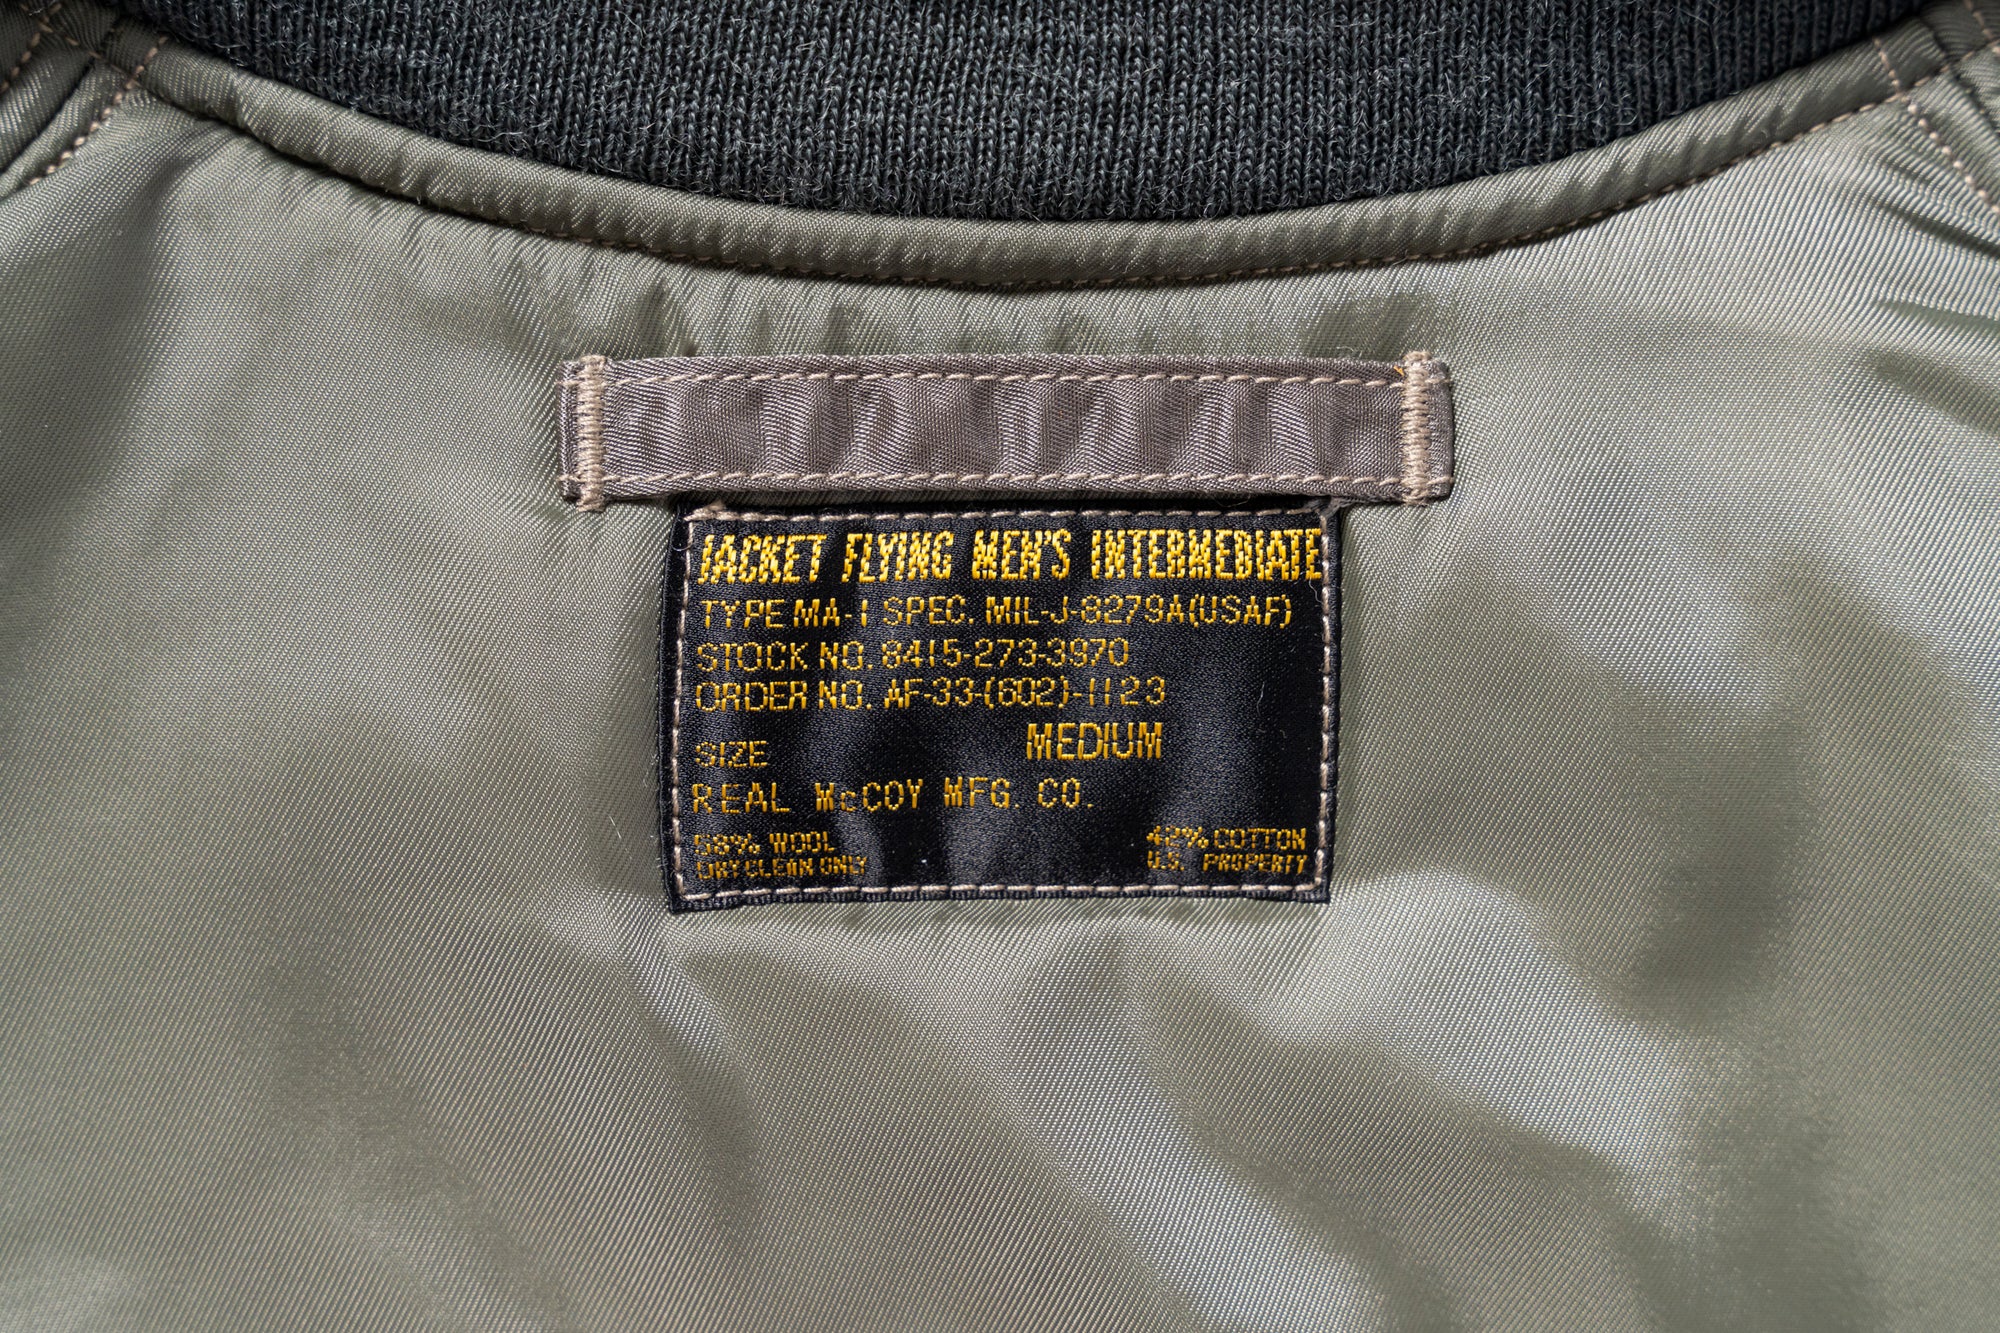 JACKET FLYING MEN'S INTERMEDIATE
TYPE MA-1 SPEC. MIL-J-8279A(USAF)
STOCK NO. 8415-273-3970
ORDER NO. AF-33-(602)-1123
SIZE MEDIUM
REAL McCOY MFG. CO.
58% WOOL 42% COTTON
DRY CLEAN ONLY U.S. PROPERTY